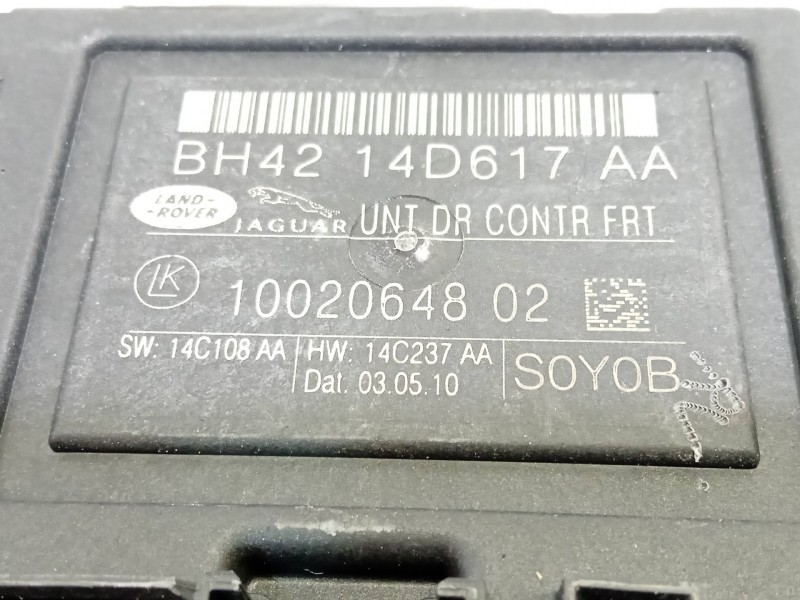 BH42 14D617 AA
LAND-
-ROVER
JAGUAR UNT DR CONTR FRT
LK 10020648 02
SW: 14C108 AA HW: 14C237 AA
Dat. 03.05.10
SOYOB